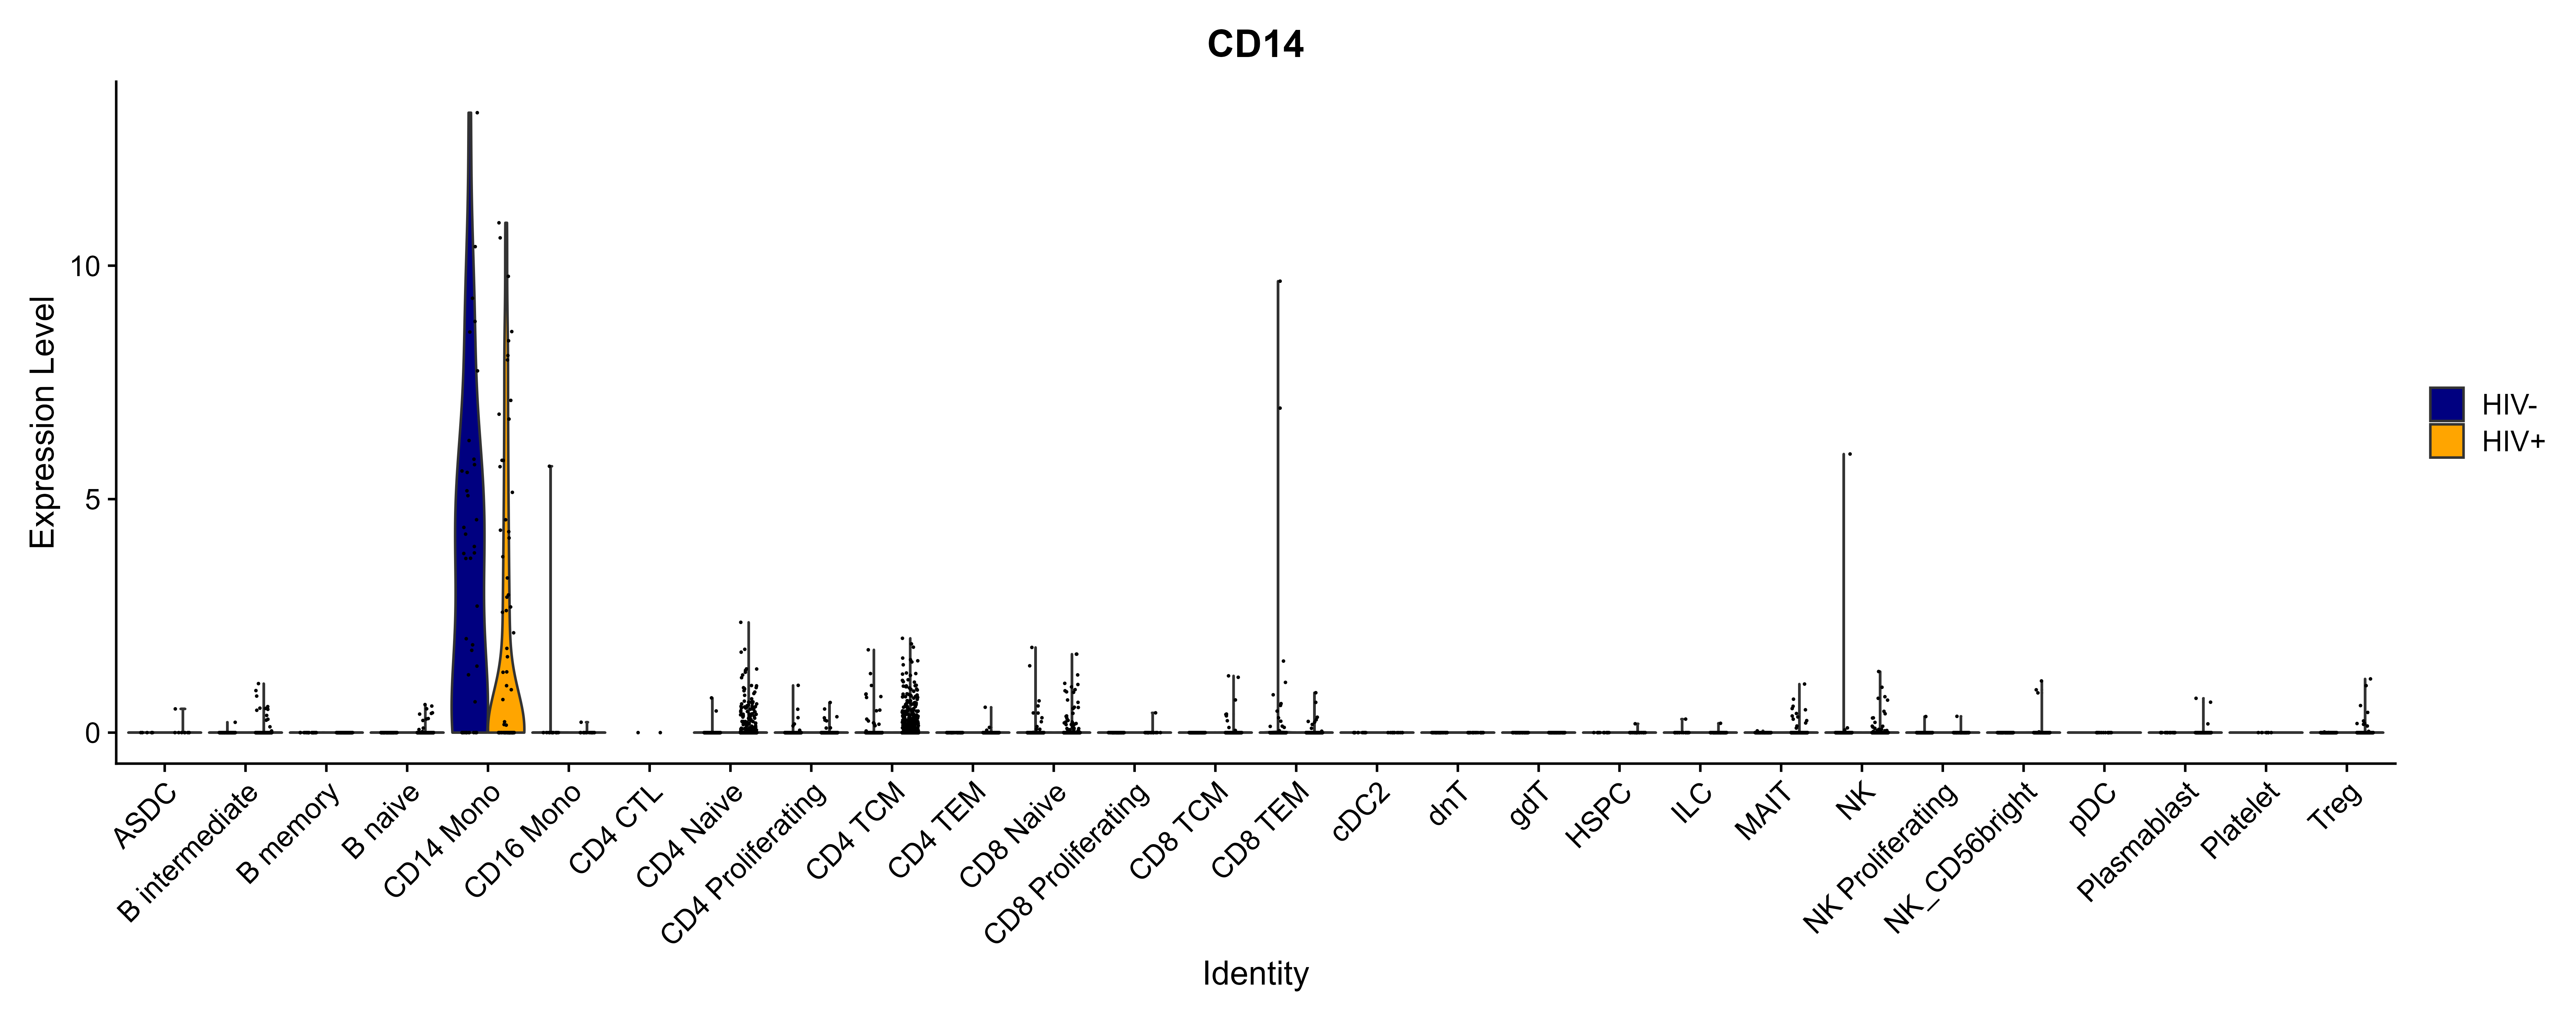 CD14
Expression Level
10
5
0
HIV-
HIV+
ASDC
B intermediate
B memory
B naive
CD14 Mono
CD16 Mono
CD4 CTL
CD4 Naive
CD4 Proliferating
CD4 TCM
CD4 TEM
CD8 Naive
CD8 Proliferating
CD8 TCM
CD8 TEM
cDC2
dnT
gdT
HSPC
ILC
MAIT
NK
NK Proliferating
NK_CD56bright
pDC
Plasmablast
Platelet
Treg
Identity